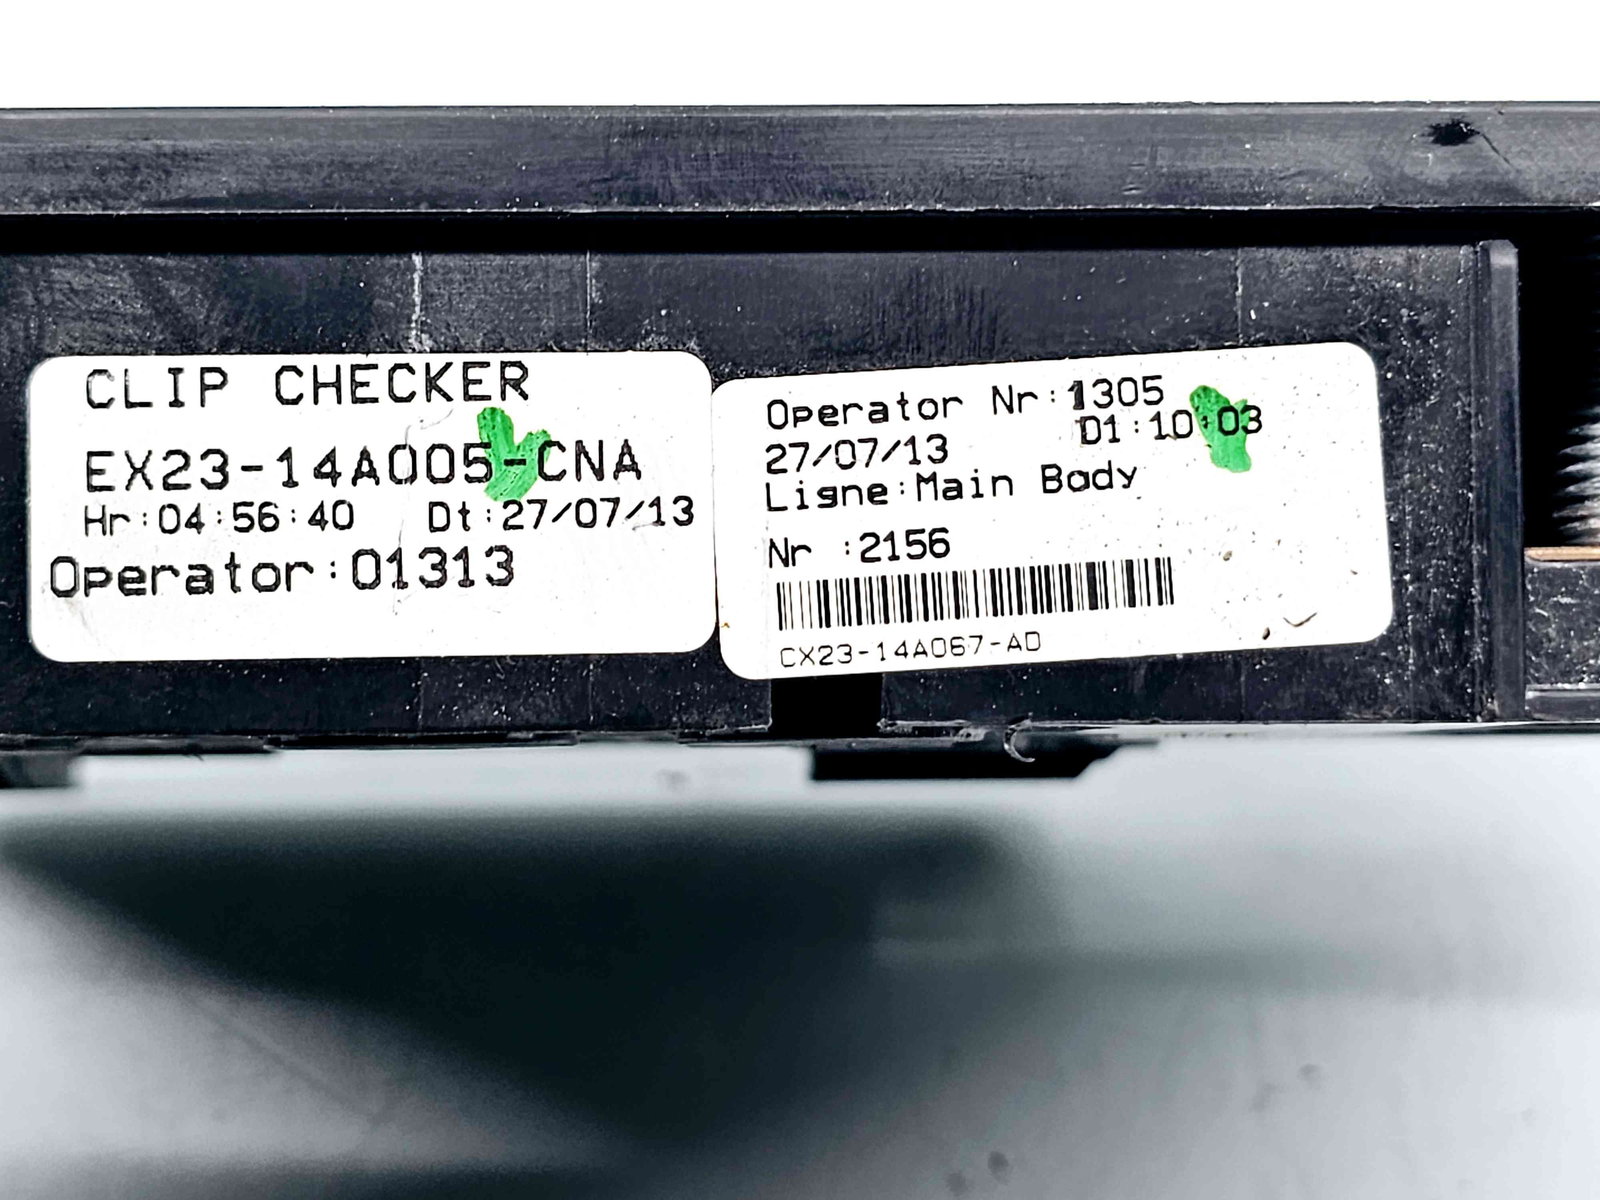 CLIP CHECKER
EX23-14A005-CNA
Hr:04:56:40 Dt:27/07/13
Operator:01313
Operator Nr:1305
27/07/13 01:10:03
Ligne:Main Body
Nr :2156
CX23-14A067-AD